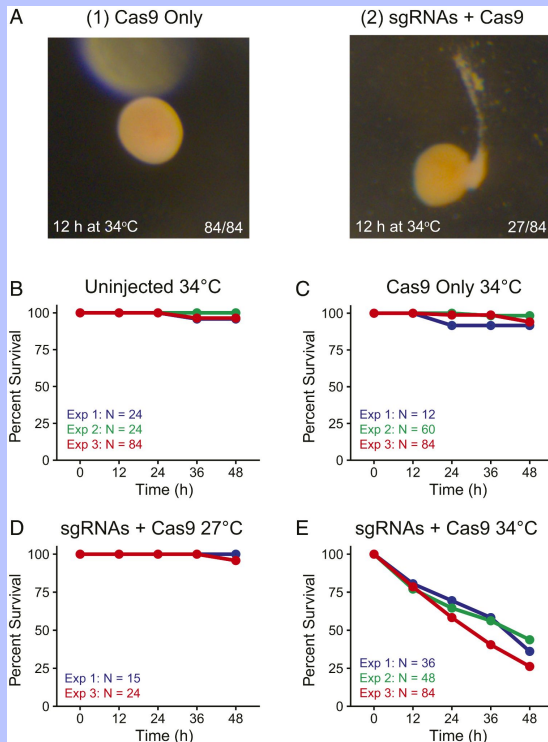 A
(1) Cas9 Only
(2) sgRNAs + Cas9
12 h at 34°C
84/84
12 h at 34°C
27/84
B
Uninjected 34°C
Percent Survival
100
75
50
25
0
Exp 1: N = 24
Exp 2: N = 24
Exp 3: N = 84
0 12 24 36 48
Time (h)
C
Cas9 Only 34°C
Percent Survival
100
75
50
25
0
Exp 1: N = 12
Exp 2: N = 60
Exp 3: N = 84
0 12 24 36 48
Time (h)
D
sgRNAs + Cas9 27°C
Percent Survival
100
75
50
25
0
Exp 1: N = 15
Exp 3: N = 24
0 12 24 36 48
Time (h)
E
sgRNAs + Cas9 34°C
Percent Survival
100
75
50
25
0
Exp 1: N = 36
Exp 2: N = 48
Exp 3: N = 84
0 12 24 36 48
Time (h)